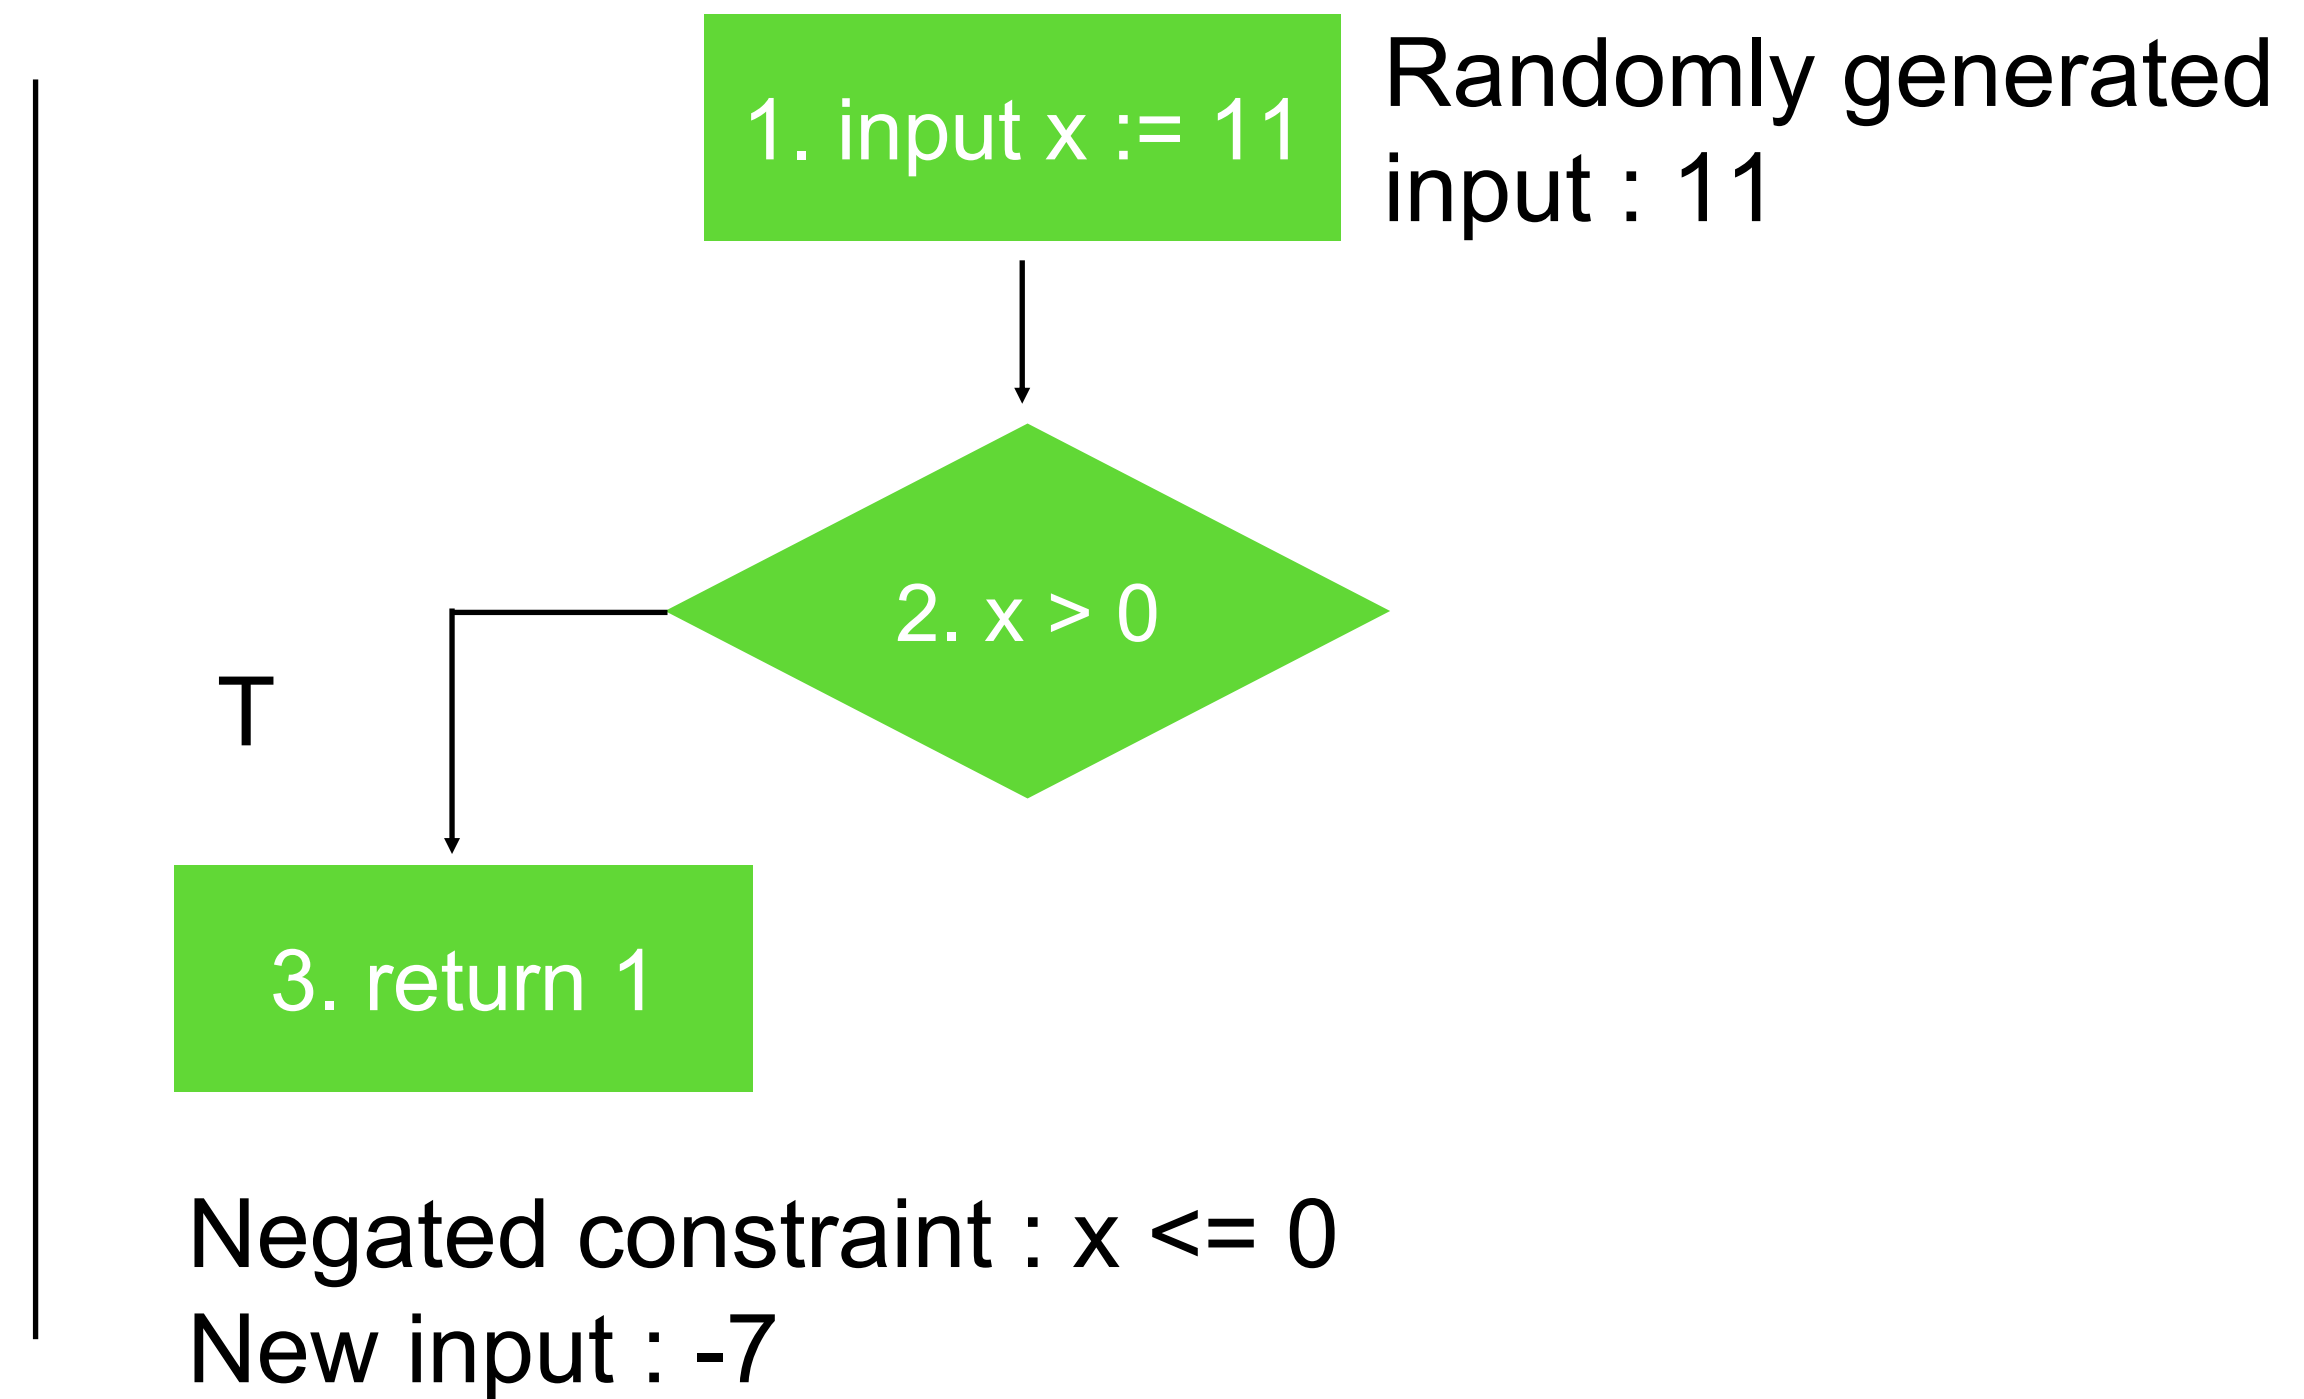 1. input x := 11
Randomly generated
input : 11
2. x > 0
T
3. return 1
Negated constraint : x <= 0
New input : -7